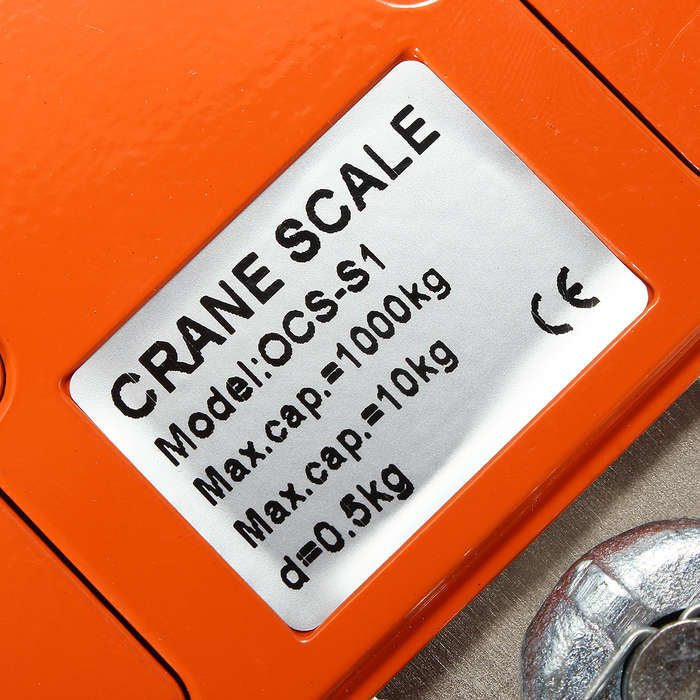 CRANE SCALE
Model:OCS-S1
Max.cap.=1000kg
Max.cap.=10kg
d=0.5kg
CE